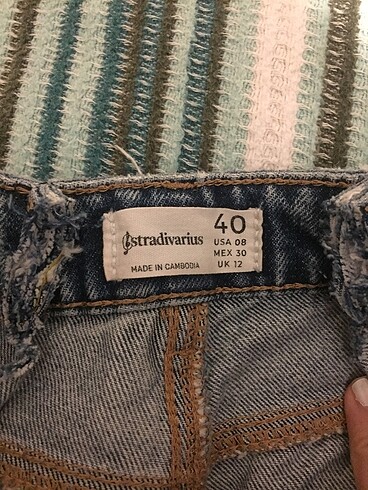 stradivarius
MADE IN CAMBODIA
40
USA 08
MEX 30
UK 12